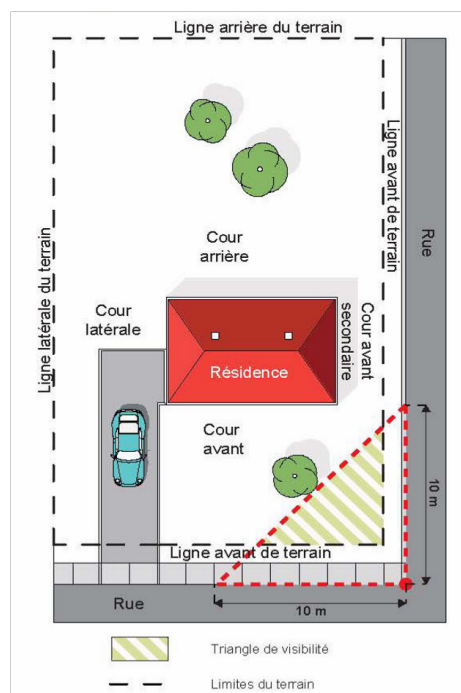 Ligne arrière du terrain
Ligne avant de terrain
Rue
Cour
arrière
Ligne latérale du terrain
Cour
latérale
Cour avant
secondaire
Résidence
Cour
avant
10 m
Ligne avant de terrain
Rue
10 m
Triangle de visibilité
Limites du terrain